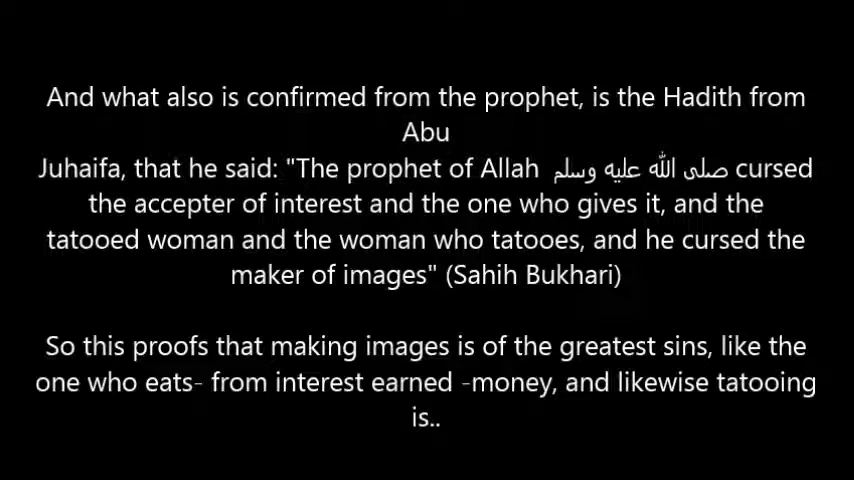 And what also is confirmed from the prophet, is the Hadith from
Abu
Juhaifa, that he said: "The prophet of Allah صلى الله عليه وسلم cursed
the accepter of interest and the one who gives it, and the
tatooed woman and the woman who tatooes, and he cursed the
maker of images" (Sahih Bukhari)
So this proofs that making images is of the greatest sins, like the
one who eats- from interest earned -money, and likewise tatooing
is..